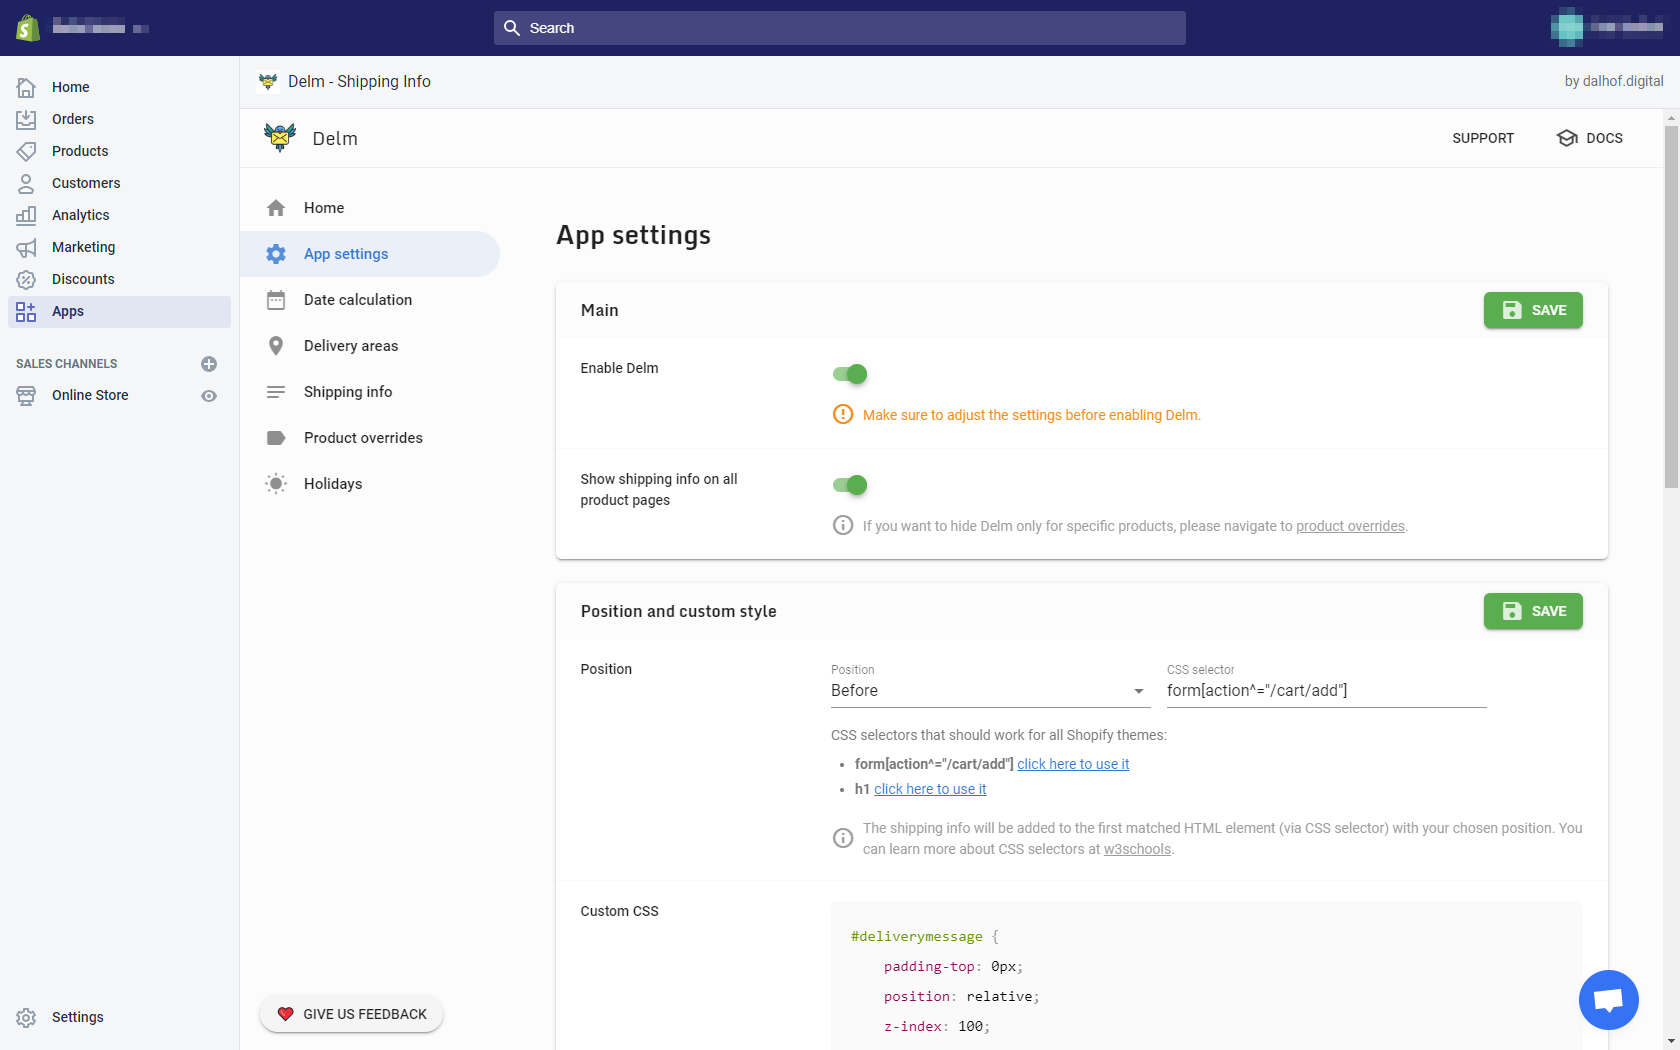 Search
Home
Orders
Products
Customers
Analytics
Marketing
Discounts
Apps
SALES CHANNELS
Online Store
Settings
Delm - Shipping Info
by dalhof.digital
Delm
SUPPORT
DOCS
Home
App settings
Date calculation
Delivery areas
Shipping info
Product overrides
Holidays
GIVE US FEEDBACK
App settings
Main
SAVE
Enable Delm
Make sure to adjust the settings before enabling Delm.
Show shipping info on all
product pages
If you want to hide Delm only for specific products, please navigate to product overrides.
Position and custom style
SAVE
Position
Position
Before
CSS selector
form[action^="/cart/add"]
CSS selectors that should work for all Shopify themes:
• form[action^="/cart/add"] click here to use it
• h1 click here to use it
The shipping info will be added to the first matched HTML element (via CSS selector) with your chosen position. You
can learn more about CSS selectors at w3schools.
Custom CSS
#deliverymessage {
padding-top: 0px;
position: relative;
z-index: 100;